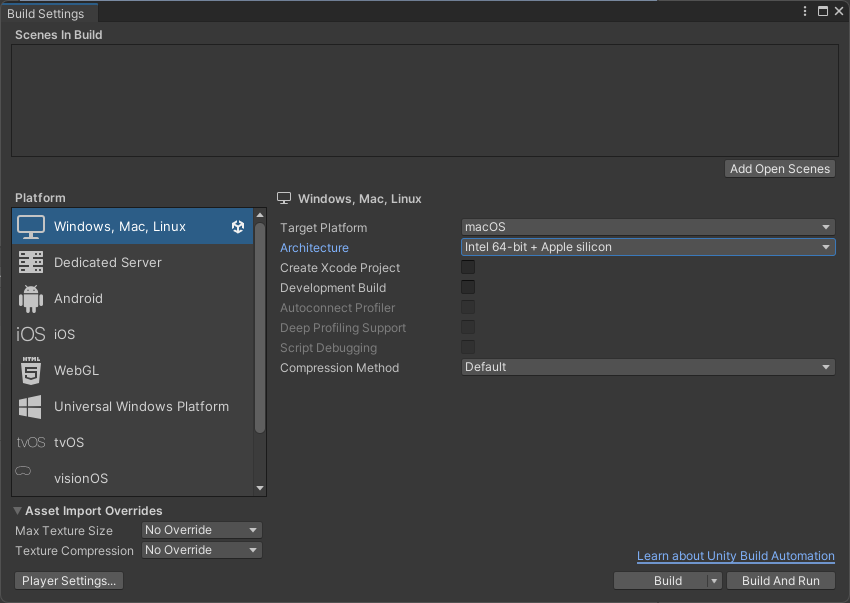 Build Settings
Scenes In Build
Add Open Scenes
Platform
Windows, Mac, Linux
Dedicated Server
Android
iOS iOS
HTML 5 WebGL
Universal Windows Platform
tvOS tvOS
visionOS
Windows, Mac, Linux
Target Platform macOS
Architecture Intel 64-bit + Apple silicon
Create Xcode Project
Development Build
Autoconnect Profiler
Deep Profiling Support
Script Debugging
Compression Method Default
Asset Import Overrides
Max Texture Size No Override
Texture Compression No Override
Learn about Unity Build Automation
Player Settings... Build Build And Run